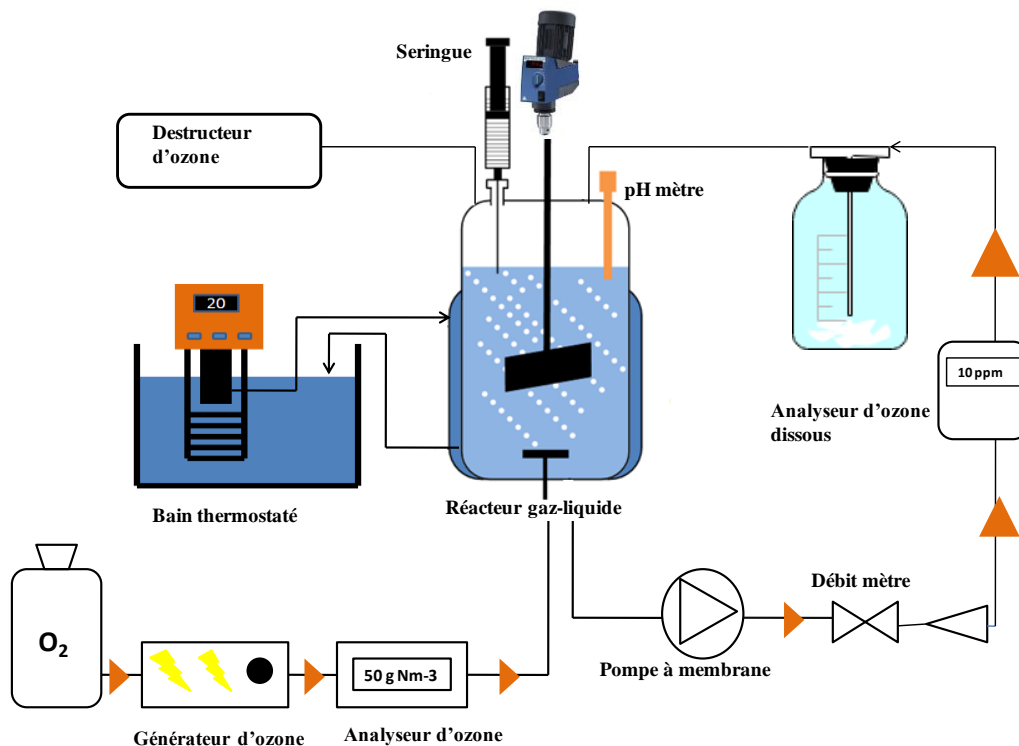 Seringue
Destructeur
d'ozone
pH mètre
20
10 ppm
Analyseur d'ozone
dissous
Bain thermostaté
Réacteur gaz-liquide
Débit mètre
O₂
50 g Nm-3
Pompe à membrane
Générateur d'ozone
Analyseur d'ozone